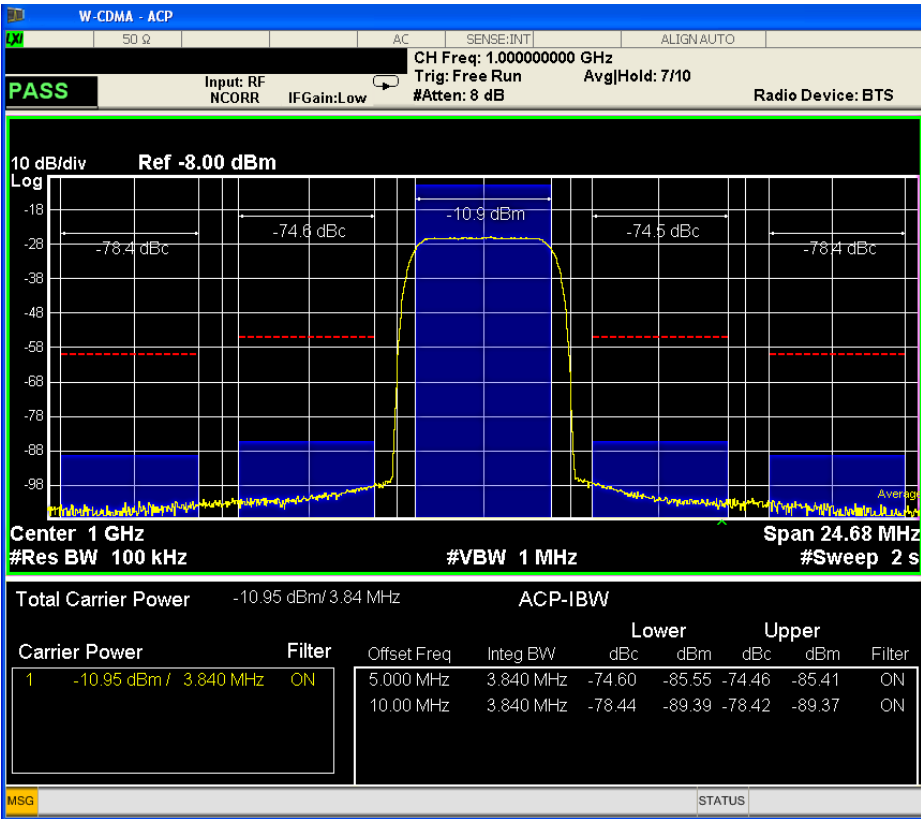 W-CDMA - ACP
LXI 50 Ω AC SENSE:INT ALIGN AUTO
CH Freq: 1.000000000 GHz
PASS Input: RF Trig: Free Run Avg|Hold: 7/10
NCORR IFGain:Low #Atten: 8 dB Radio Device: BTS
10 dB/div Ref -8.00 dBm
Log
-18
-10.9 dBm
-74.6 dBc -74.5 dBc
-28
-78.4 dBc -78.4 dBc
-38
-48
-58
-68
-78
-88
-98
Average
Center 1 GHz Span 24.68 MHz
#Res BW 100 kHz #VBW 1 MHz #Sweep 2 s
Total Carrier Power -10.95 dBm/ 3.84 MHz ACP-IBW
Lower Upper
Carrier Power Filter Offset Freq Integ BW dBc dBm dBc dBm Filter
1 -10.95 dBm / 3.840 MHz ON 5.000 MHz 3.840 MHz -74.60 -85.55 -74.46 -85.41 ON
10.00 MHz 3.840 MHz -78.44 -89.39 -78.42 -89.37 ON
MSG STATUS